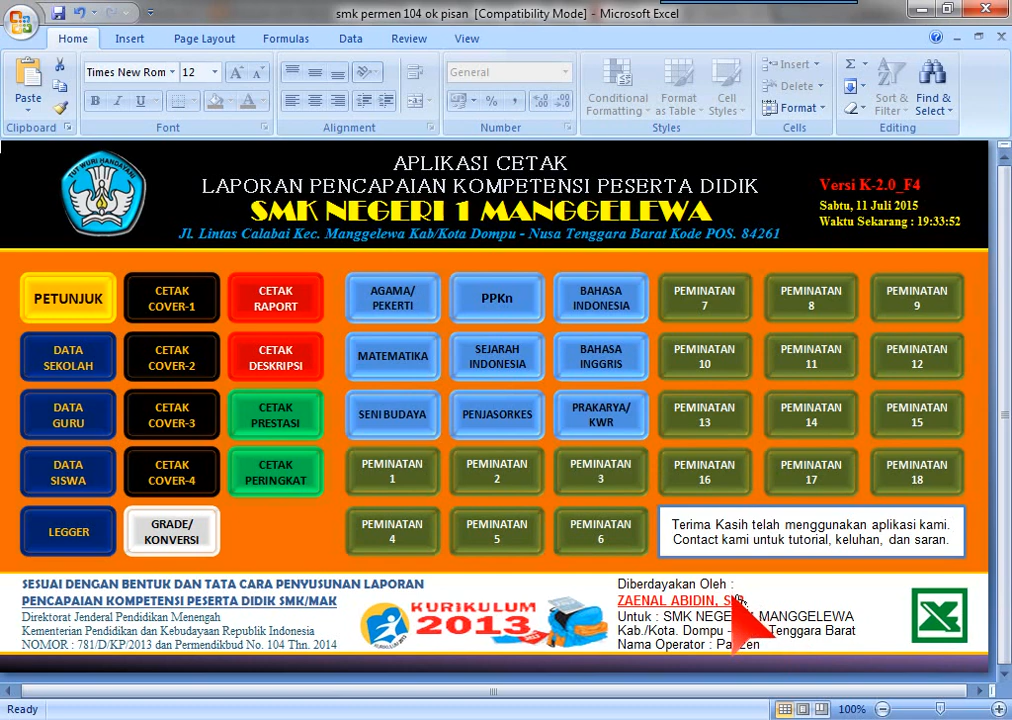 smk permen 104 ok pisan [Compatibility Mode] - Microsoft Excel
Home Insert Page Layout Formulas Data Review View
Paste
Times New Rom 12
B I U
General
Conditional Formatting
Format as Table
Cell Styles
Insert
Delete
Format
Sort & Filter
Find & Select
Clipboard Font Alignment Number Styles Cells Editing
TUT WURI HANDAYANI
APLIKASI CETAK
LAPORAN PENCAPAIAN KOMPETENSI PESERTA DIDIK
SMK NEGERI 1 MANGGELEWA
Jl. Lintas Calabai Kec. Manggelewa Kab/Kota Dompu - Nusa Tenggara Barat Kode POS. 84261
Versi K-2.0_F4
Sabtu, 11 Juli 2015
Waktu Sekarang : 19:33:52
PETUNJUK
CETAK
COVER-1
CETAK
RAPORT
AGAMA/
PEKERTI
PPKn
BAHASA
INDONESIA
PEMINATAN
7
PEMINATAN
8
PEMINATAN
9
DATA
SEKOLAH
CETAK
COVER-2
CETAK
DESKRIPSI
MATEMATIKA
SEJARAH
INDONESIA
BAHASA
INGGRIS
PEMINATAN
10
PEMINATAN
11
PEMINATAN
12
DATA
GURU
CETAK
COVER-3
CETAK
PRESTASI
SENI BUDAYA
PENJASORKES
PRAKARYA/
KWR
PEMINATAN
13
PEMINATAN
14
PEMINATAN
15
DATA
SISWA
CETAK
COVER-4
CETAK
PERINGKAT
PEMINATAN
1
PEMINATAN
2
PEMINATAN
3
PEMINATAN
16
PEMINATAN
17
PEMINATAN
18
LEGGER
GRADE/
KONVERSI
PEMINATAN
4
PEMINATAN
5
PEMINATAN
6
Terima Kasih telah menggunakan aplikasi kami.
Contact kami untuk tutorial, keluhan, dan saran.
SESUAI DENGAN BENTUK DAN TATA CARA PENYUSUNAN LAPORAN
PENCAPAIAN KOMPETENSI PESERTA DIDIK SMK/MAK
Direktorat Jenderal Pendidikan Menengah
Kementerian Pendidikan dan Kebudayaan Republik Indonesia
NOMOR : 781/D/KP/2013 dan Permendikbud No. 104 Thn. 2014
KURIKULUM
2013
Diberdayakan Oleh :
ZAENAL ABIDIN,
Untuk : SMK MANGGELEWA
Kab./Kota. Dompu - Tenggara Barat
Nama Operator :
Ready
100%